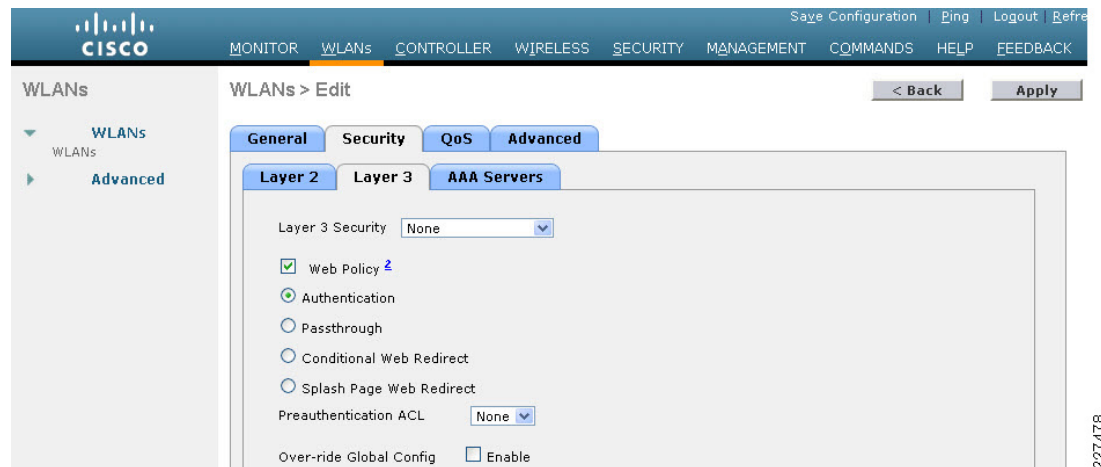 Save Configuration | Ping | Logout | Refre
CISCO
MONITOR WLANs CONTROLLER WIRELESS SECURITY MANAGEMENT COMMANDS HELP FEEDBACK
WLANs
WLANs > Edit
< Back
Apply
WLANs
WLANs
Advanced
General Security QoS Advanced
Layer 2 Layer 3 AAA Servers
Layer 3 Security None
Web Policy 2
Authentication
Passthrough
Conditional Web Redirect
Splash Page Web Redirect
Preauthentication ACL None
Over-ride Global Config Enable
227478